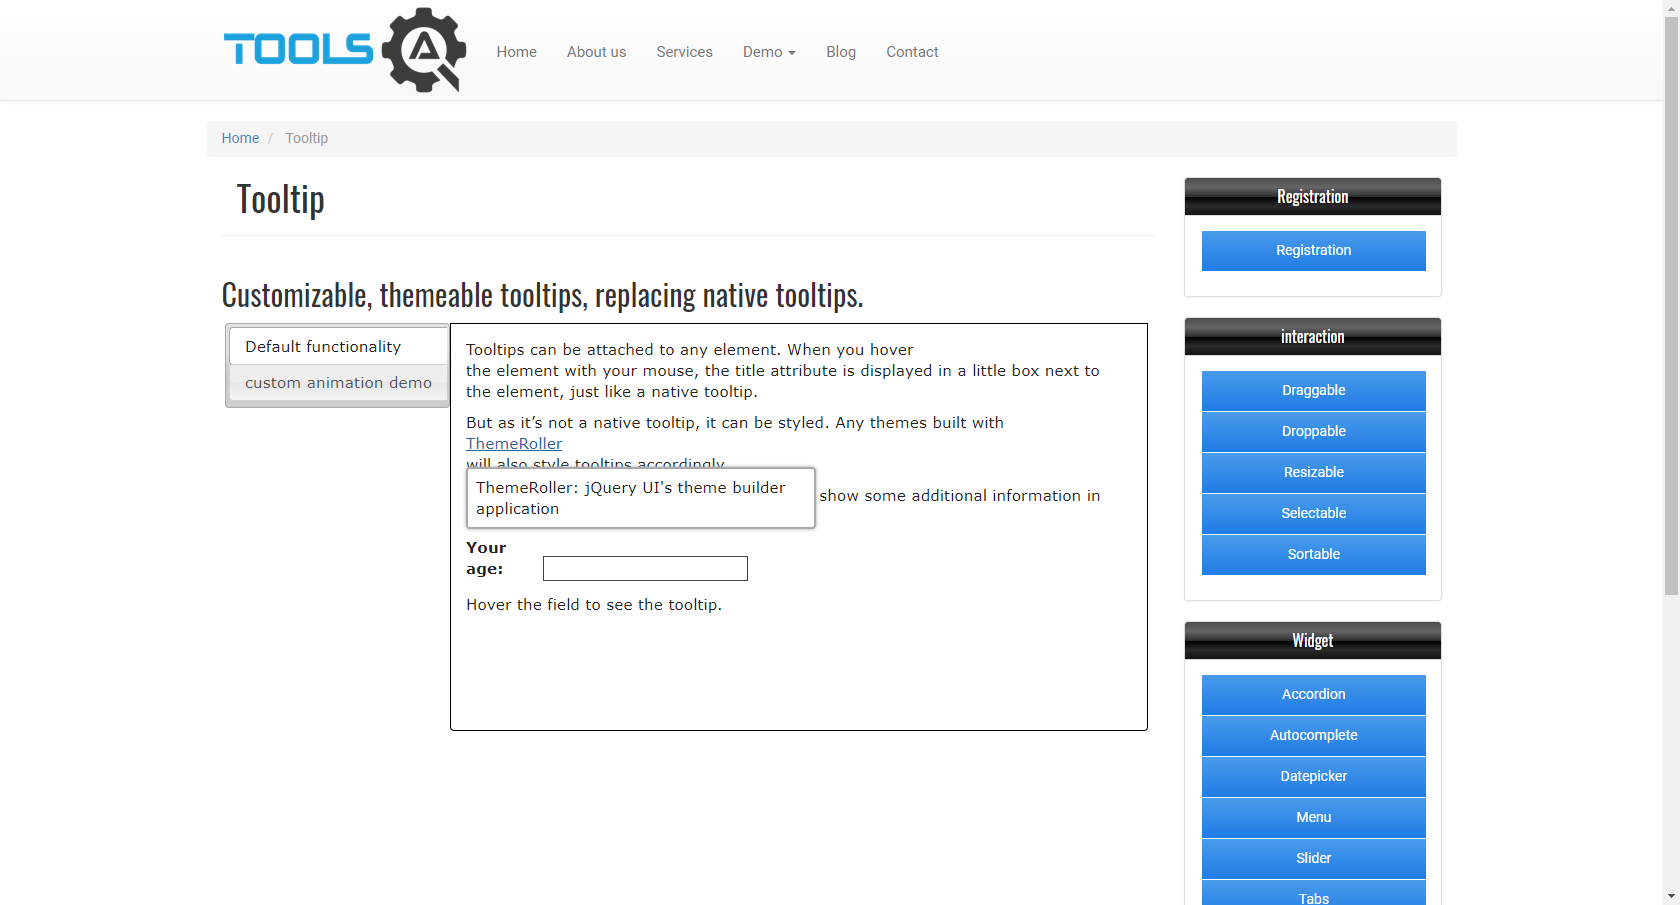 TOOLS
Home
About us
Services
Demo
Blog
Contact
Home / Tooltip
Tooltip
Customizable, themeable tooltips, replacing native tooltips.
Default functionality
custom animation demo
Tooltips can be attached to any element. When you hover
the element with your mouse, the title attribute is displayed in a little box next to
the element, just like a native tooltip.
But as it’s not a native tooltip, it can be styled. Any themes built with
ThemeRoller
will also style tooltips accordingly
ThemeRoller: jQuery UI's theme builder
application
show some additional information in
Your
age:
Hover the field to see the tooltip.
Registration
Registration
interaction
Draggable
Droppable
Resizable
Selectable
Sortable
Widget
Accordion
Autocomplete
Datepicker
Menu
Slider
Tabs